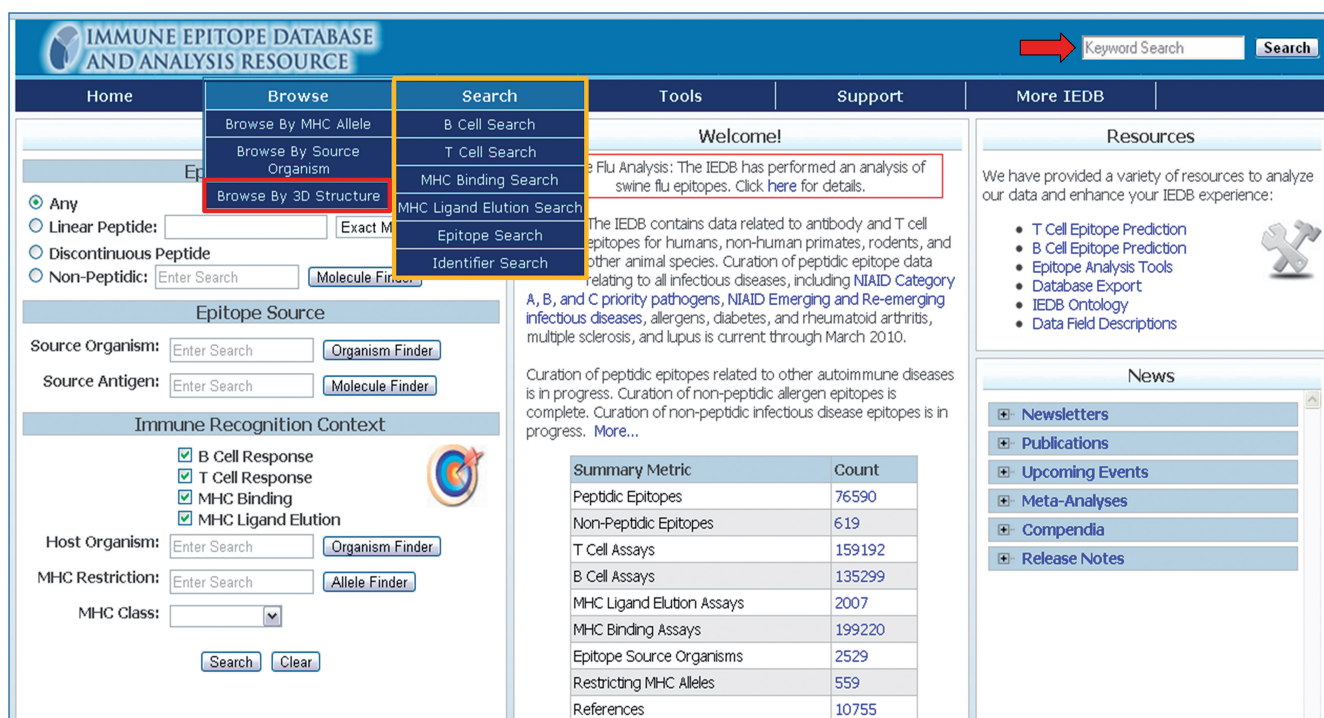 IMMUNE EPITOPE DATABASE
AND ANALYSIS RESOURCE
Keyword Search
Search
Home
Browse
Search
Tools
Support
More IEDB
Browse By MHC Allele
Browse By Source
Organism
Browse By 3D Structure
B Cell Search
T Cell Search
MHC Binding Search
MHC Ligand Elution Search
Epitope Search
Identifier Search
Any
Linear Peptide:
Discontinuous Peptide
Non-Peptidic: Enter Search
Epitope Source
Source Organism: Enter Search Organism Finder
Source Antigen: Enter Search Molecule Finder
Immune Recognition Context
B Cell Response
T Cell Response
MHC Binding
MHC Ligand Elution
Host Organism: Enter Search Organism Finder
MHC Restriction: Enter Search Allele Finder
MHC Class:
Search Clear
Welcome!
Flu Analysis: The IEDB has performed an analysis of
swine flu epitopes. Click here for details.
The IEDB contains data related to antibody and T cell
epitopes for humans, non-human primates, rodents, and
other animal species. Curation of peptidic epitope data
relating to all infectious diseases, including NIAID Category
A, B, and C priority pathogens, NIAID Emerging and Re-emerging
infectious diseases, allergens, diabetes, and rheumatoid arthritis,
multiple sclerosis, and lupus is current through March 2010.
Curation of peptidic epitopes related to other autoimmune diseases
is in progress. Curation of non-peptidic allergen epitopes is
complete. Curation of non-peptidic infectious disease epitopes is in
progress. More...
Summary Metric Count
Peptidic Epitopes 76590
Non-Peptidic Epitopes 619
T Cell Assays 159192
B Cell Assays 135299
MHC Ligand Elution Assays 2007
MHC Binding Assays 199220
Epitope Source Organisms 2529
Restricting MHC Alleles 559
References 10755
Resources
We have provided a variety of resources to analyze
our data and enhance your IEDB experience:
T Cell Epitope Prediction
B Cell Epitope Prediction
Epitope Analysis Tools
Database Export
IEDB Ontology
Data Field Descriptions
News
Newsletters
Publications
Upcoming Events
Meta-Analyses
Compendia
Release Notes